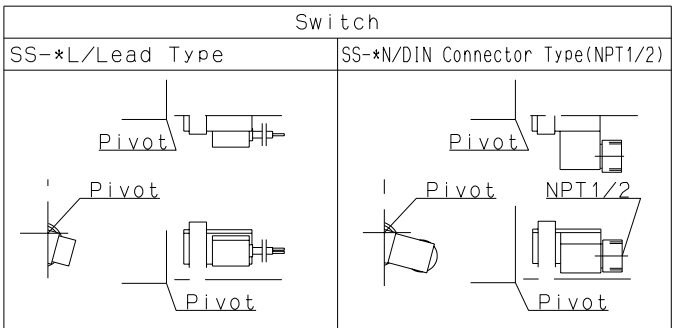 Switch
SS-*L/Lead Type
SS-*N/DIN Connector Type(NPT1/2)
Pivot
Pivot
Pivot
Pivot
Pivot
NPT1/2
Pivot